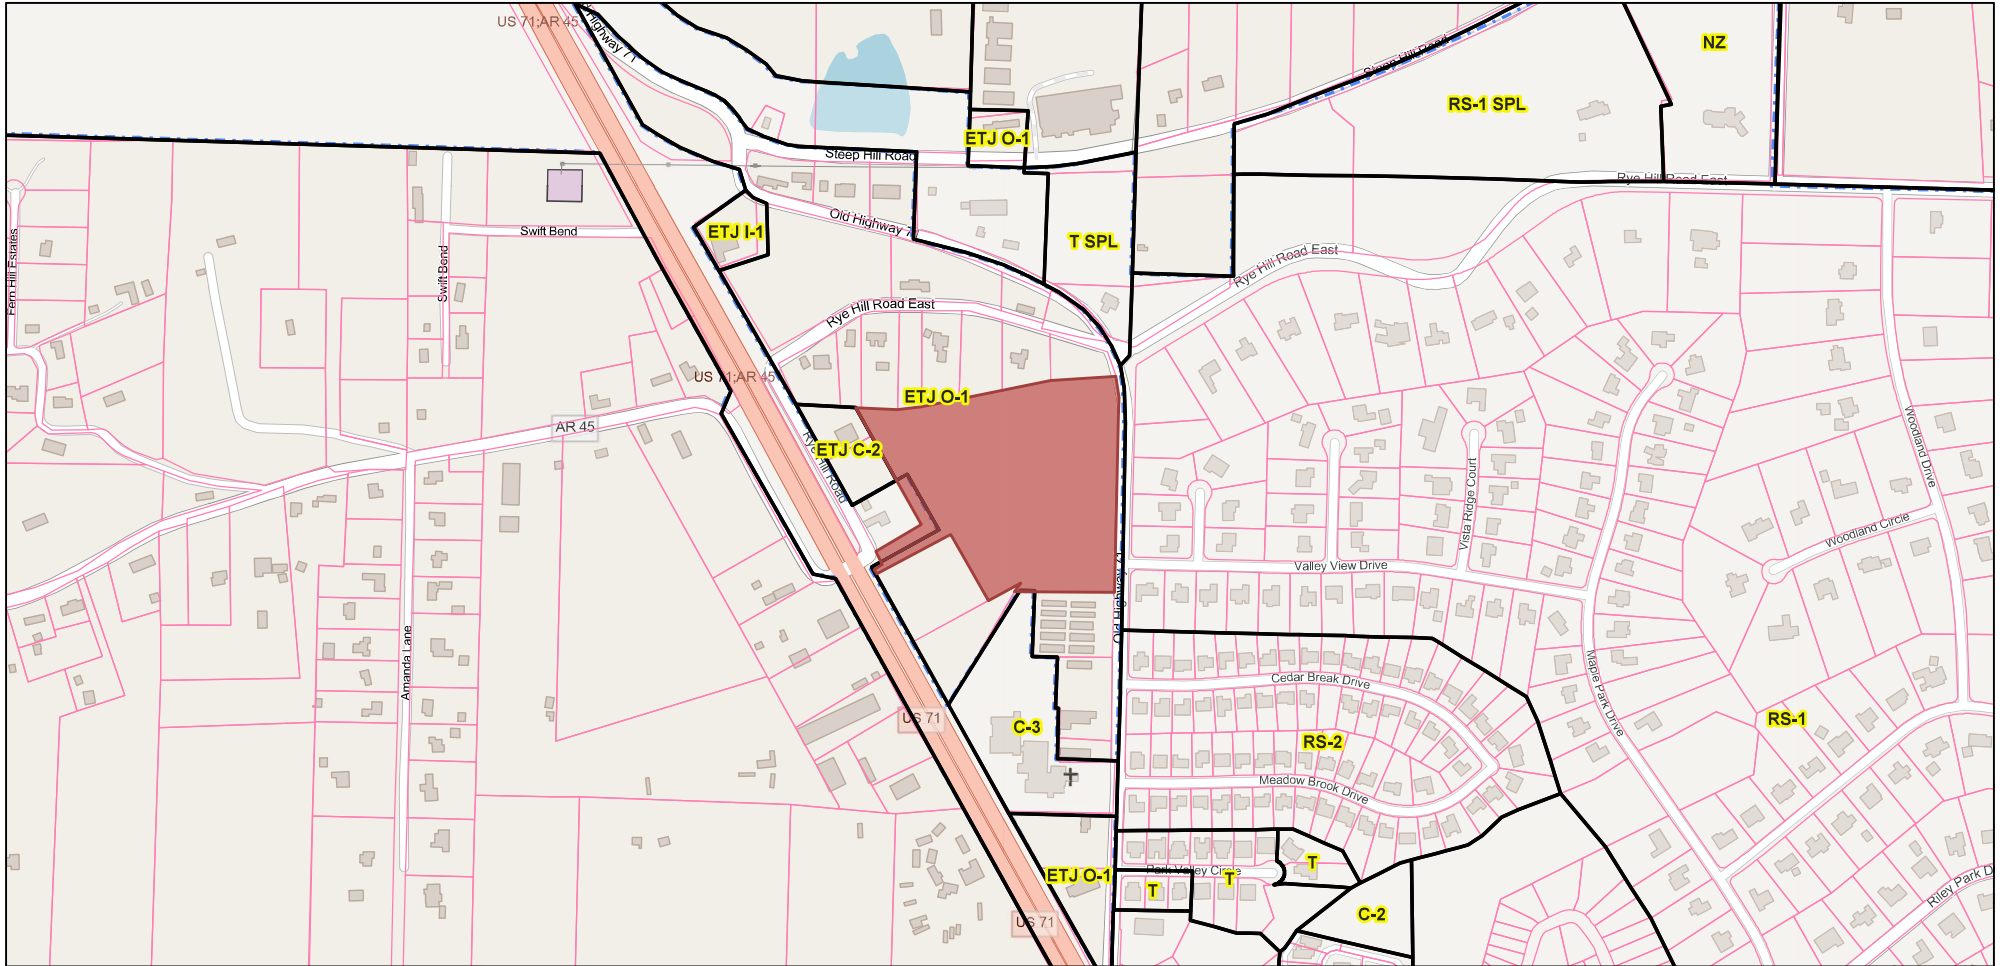 US 71;AR 45
Highway 71
Steep Hill Road
NZ
RS-1 SPL
ETJ O-1
Steep Hill Road
Rye Hill Road East
Fern Hill Estates
Swift Bend
Swift Bend
ETJ I-1
Old Highway 7
T SPL
Rye Hill Road East
Rye Hill Road East
US 71;AR 45
ETJ O-1
AR 45
ETJ C-2
Rye Hill Road
Woodland Drive
Vista Ridge Court
Woodland Circle
Valley View Drive
Old Highway 71
Amanda Lane
Cedar Break Drive
Maple Park Drive
US 71
C-3
RS-2
RS-1
Meadow Brook Drive
ETJ O-1
Park Valley Circle
T
T
T
C-2
US 71
Riley Park D